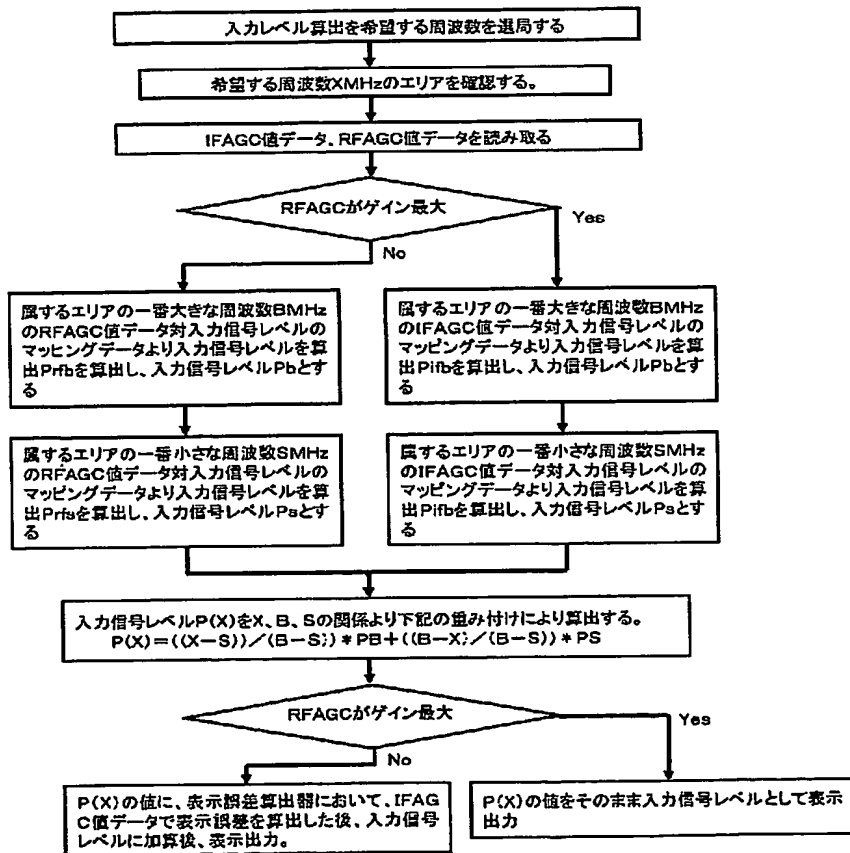 入力レベル算出を希望する周波数を選局する
希望する周波数XMHzのエリアを確認する。
IFAGC値データ、RFAGC値データを読み取る
RFAGCがゲイン最大
Yes
No
属するエリアの一番大きな周波数BMHz
のRFAGC値データ対入力信号レベルの
マッピングデータより入力信号レベルを算
出Prfbを算出し、入力信号レベルPbとす
る
属するエリアの一番大きな周波数BMHz
のIFAGC値データ対入力信号レベルの
マッピングデータより入力信号レベルを算
出Pifbを算出し、入力信号レベルPbとす
る
属するエリアの一番小さな周波数SMHz
のRFAGC値データ対入力信号レベルの
マッピングデータより入力信号レベルを算
出Prfsを算出し、入力信号レベルPsとす
る
属するエリアの一番小さな周波数SMHz
のIFAGC値データ対入力信号レベルの
マッピングデータより入力信号レベルを算
出Pifbを算出し、入力信号レベルPsとす
る
入力信号レベルP(X)をX、B、Sの関係より下記の重み付けにより算出する。
P(X)=((X-S))/(B-S))*PB+((B-X)/(B-S))*PS
RFAGCがゲイン最大
Yes
No
P(X)の値に、表示誤差算出器において、IFAG
C値データで表示誤差を算出した後、入力信号
レベルに加算後、表示出力。
P(X)の値をそのまま入力信号レベルとして表示
出力